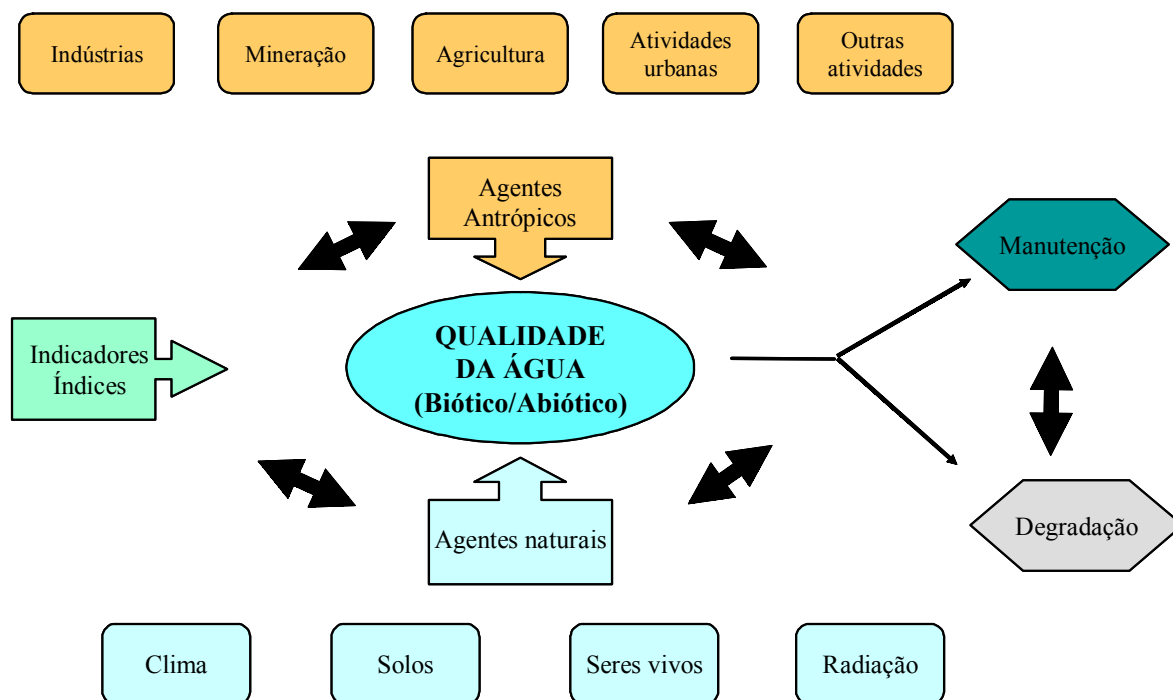 Indústrias
Mineração
Agricultura
Atividades
urbanas
Outras
atividades
Agentes
Antrópicos
Manutenção
Indicadores
Índices
QUALIDADE
DA ÁGUA
(Biótico/Abiótico)
Agentes naturais
Degradação
Clima
Solos
Seres vivos
Radiação